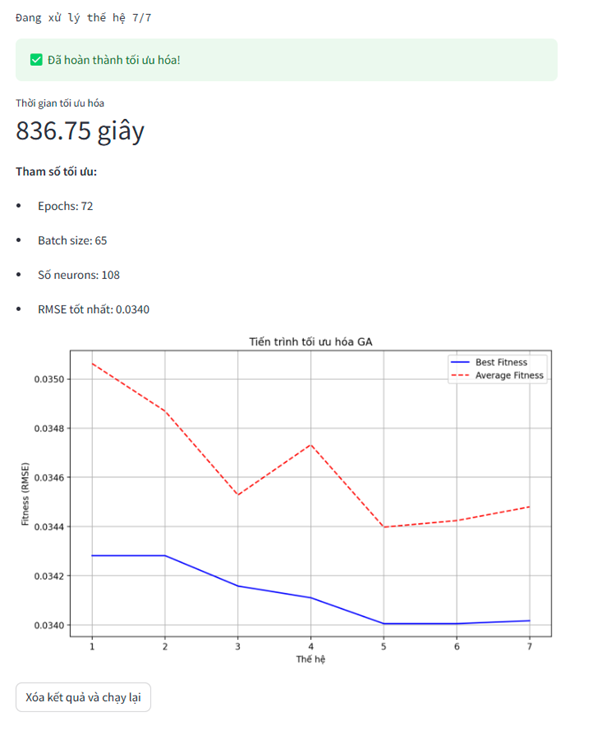 Đang xử lý thế hệ 7/7
✅ Đã hoàn thành tối ưu hóa!
Thời gian tối ưu hóa
836.75 giây
Tham số tối ưu:
• Epochs: 72
• Batch size: 65
• Số neurons: 108
• RMSE tốt nhất: 0.0340
Tiến trình tối ưu hóa GA
Best Fitness
Average Fitness
0.0350
0.0348
0.0346
0.0344
0.0342
0.0340
Fitness (RMSE)
1 2 3 4 5 6 7
Thế hệ
Xóa kết quả và chạy lại